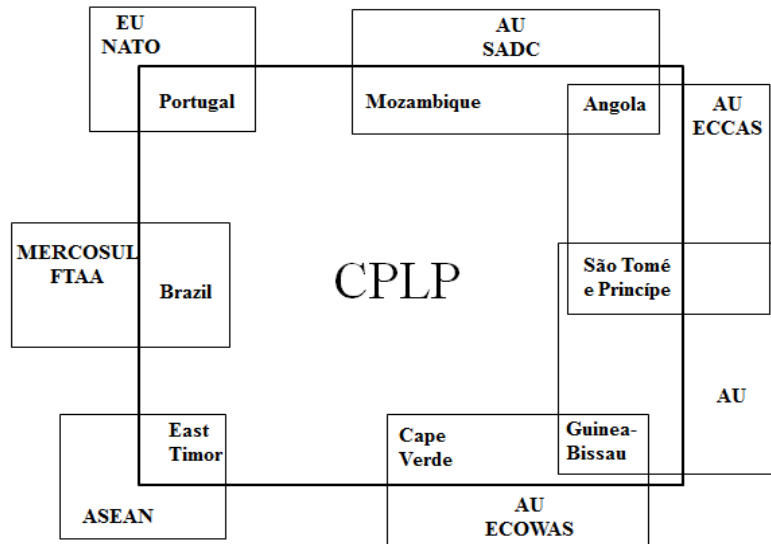 EU
NATO
Portugal
AU
SADC
Mozambique
Angola
AU
ECCAS
MERCOSUL
FTAA
Brazil
CPLP
São Tomé
e Princípe
AU
East
Timor
ASEAN
Cape
Verde
Guinea-
Bissau
AU
ECOWAS